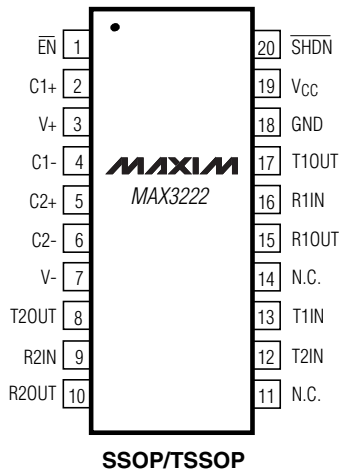 EN 1 20 SHDN
C1+ 2 19 VCC
V+ 3 18 GND
C1- 4 MAXIM 17 T1OUT
C2+ 5 MAX3222 16 R1IN
C2- 6 15 R1OUT
V- 7 14 N.C.
T2OUT 8 13 T1IN
R2IN 9 12 T2IN
R2OUT 10 11 N.C.
SSOP/TSSOP